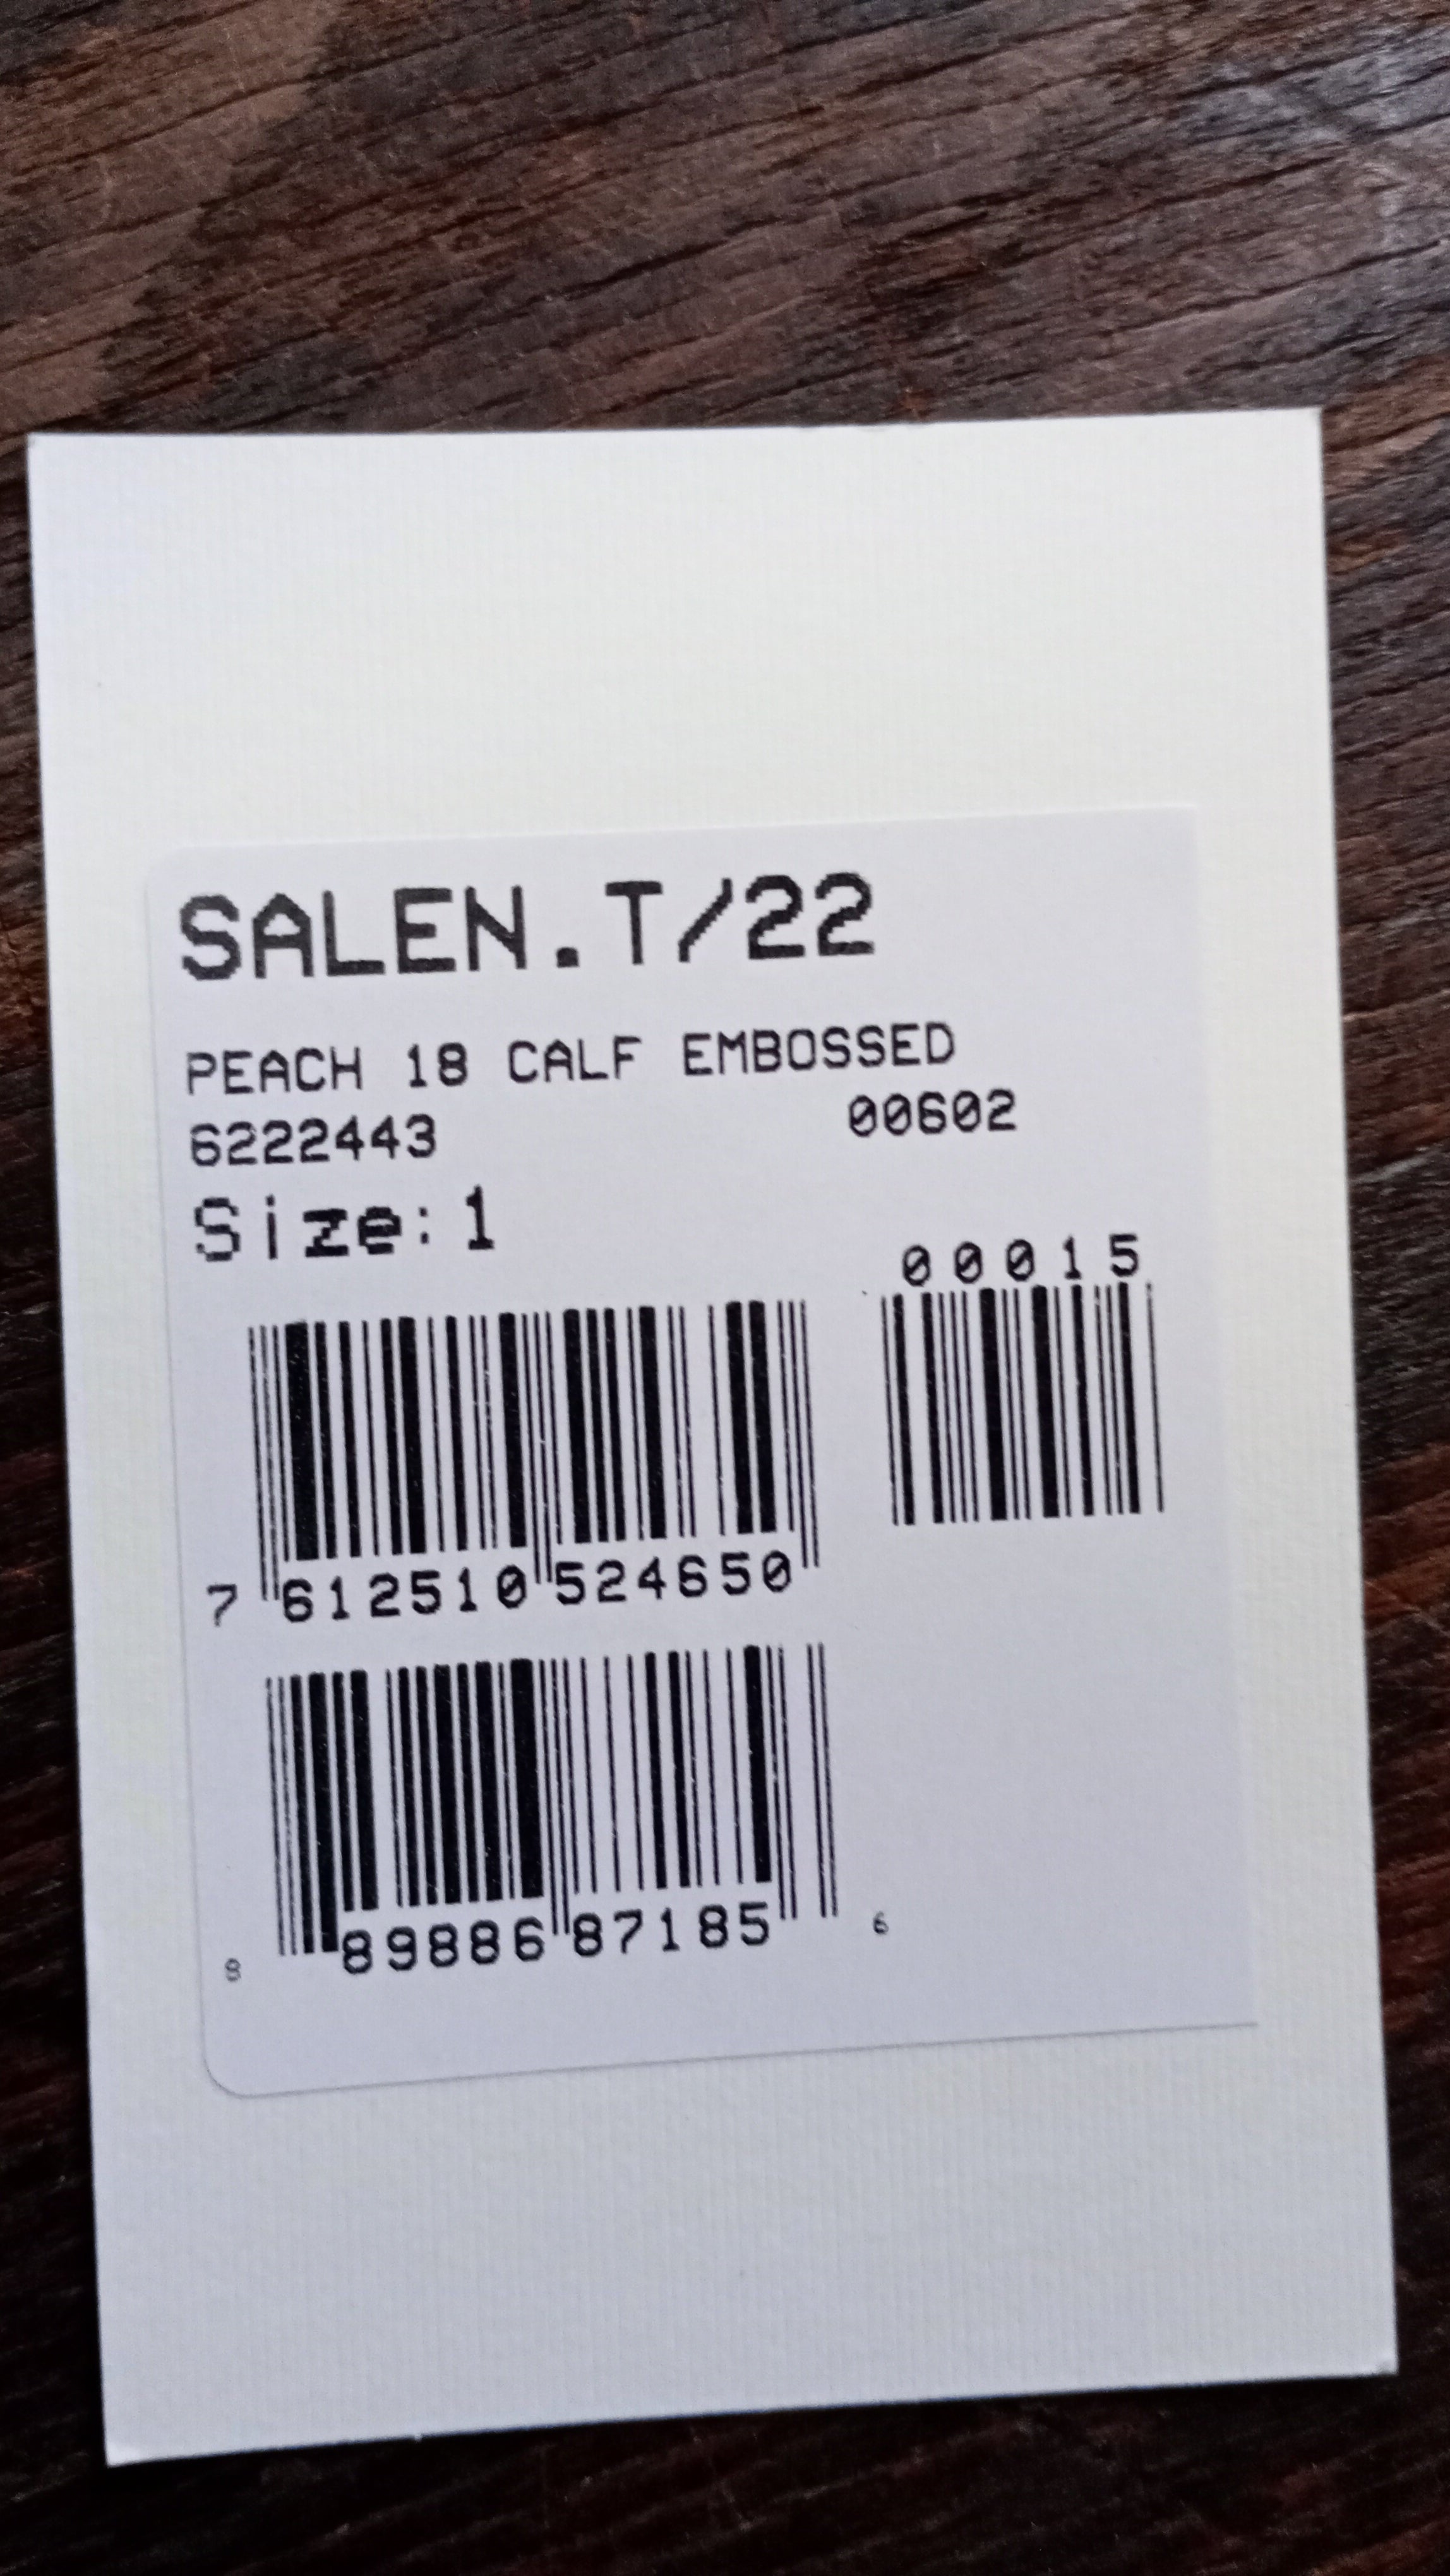 SALEN.T/22
PEACH 18 CALF EMBOSSED
6222443 00602
Size:1
00015
7 612510 524650
8 89886 87185 6